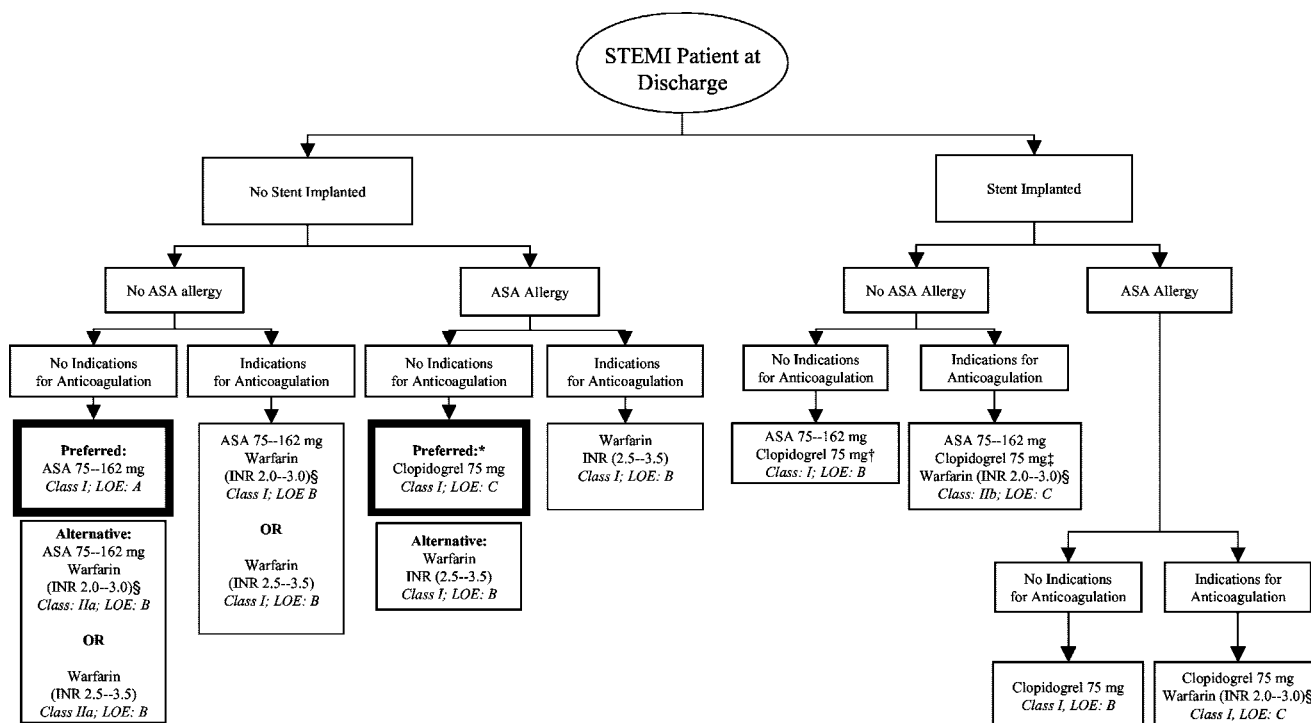 STEMI Patient at
Discharge
No Stent Implanted
Stent Implanted
No ASA allergy
ASA Allergy
No ASA Allergy
ASA Allergy
No Indications
for Anticoagulation
Indications
for Anticoagulation
No Indications
for Anticoagulation
Indications
for Anticoagulation
No Indications
for Anticoagulation
Indications for
Anticoagulation
Preferred:
ASA 75--162 mg
Class I; LOE: A
Alternative:
ASA 75--162 mg
Warfarin
(INR 2.0--3.0)§
Class: IIa; LOE: B
OR
Warfarin
(INR 2.5--3.5)
Class IIa; LOE: B
ASA 75--162 mg
Warfarin
(INR 2.0--3.0)§
Class I; LOE B
OR
Warfarin
(INR 2.5--3.5)
Class I; LOE: B
Preferred:*
Clopidogrel 75 mg
Class I; LOE: C
Alternative:
Warfarin
INR (2.5--3.5)
Class I; LOE: B
Warfarin
INR (2.5--3.5)
Class I; LOE: B
ASA 75--162 mg
Clopidogrel 75 mg†
Class: I; LOE: B
ASA 75--162 mg
Clopidogrel 75 mg‡
Warfarin (INR 2.0--3.0)§
Class: IIb; LOE: C
No Indications
for Anticoagulation
Indications for
Anticoagulation
Clopidogrel 75 mg
Class I, LOE: B
Clopidogrel 75 mg
Warfarin (INR 2.0--3.0)§
Class I, LOE: C